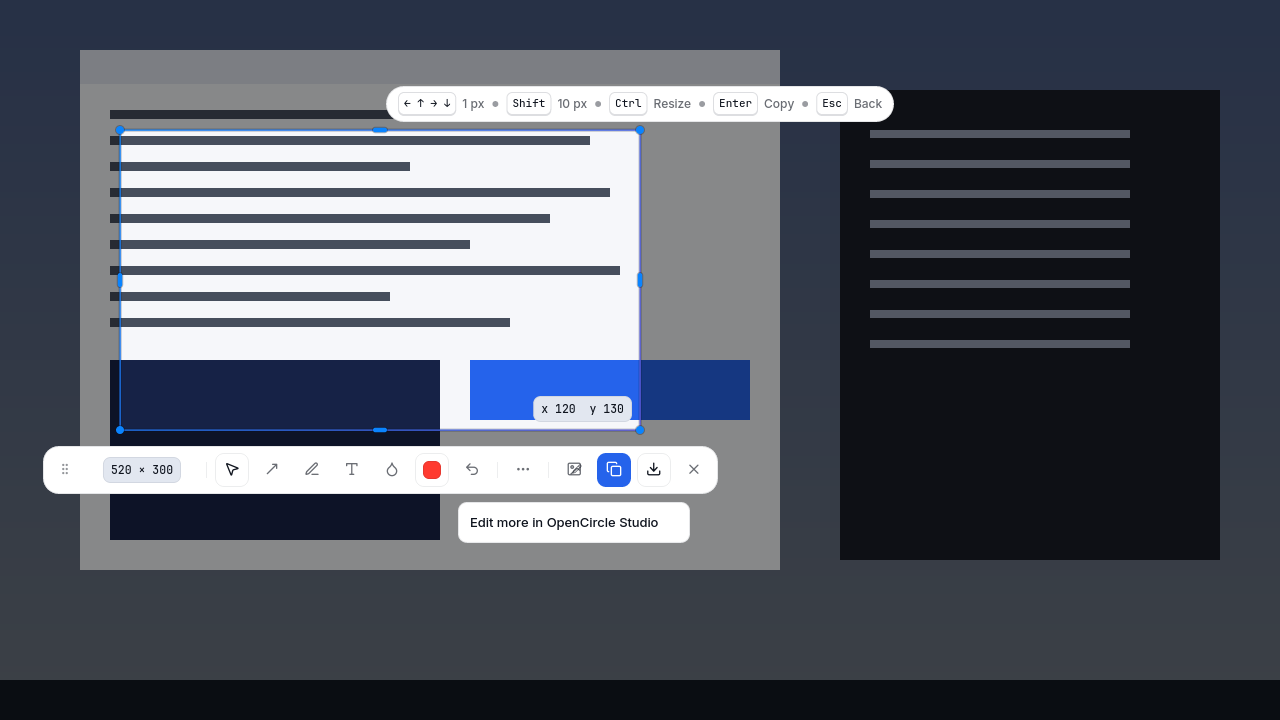 ← ↑ → ↓ 1 px • Shift 10 px • Ctrl Resize • Enter Copy • Esc Back
x 120 y 130
520 × 300
Edit more in OpenCircle Studio